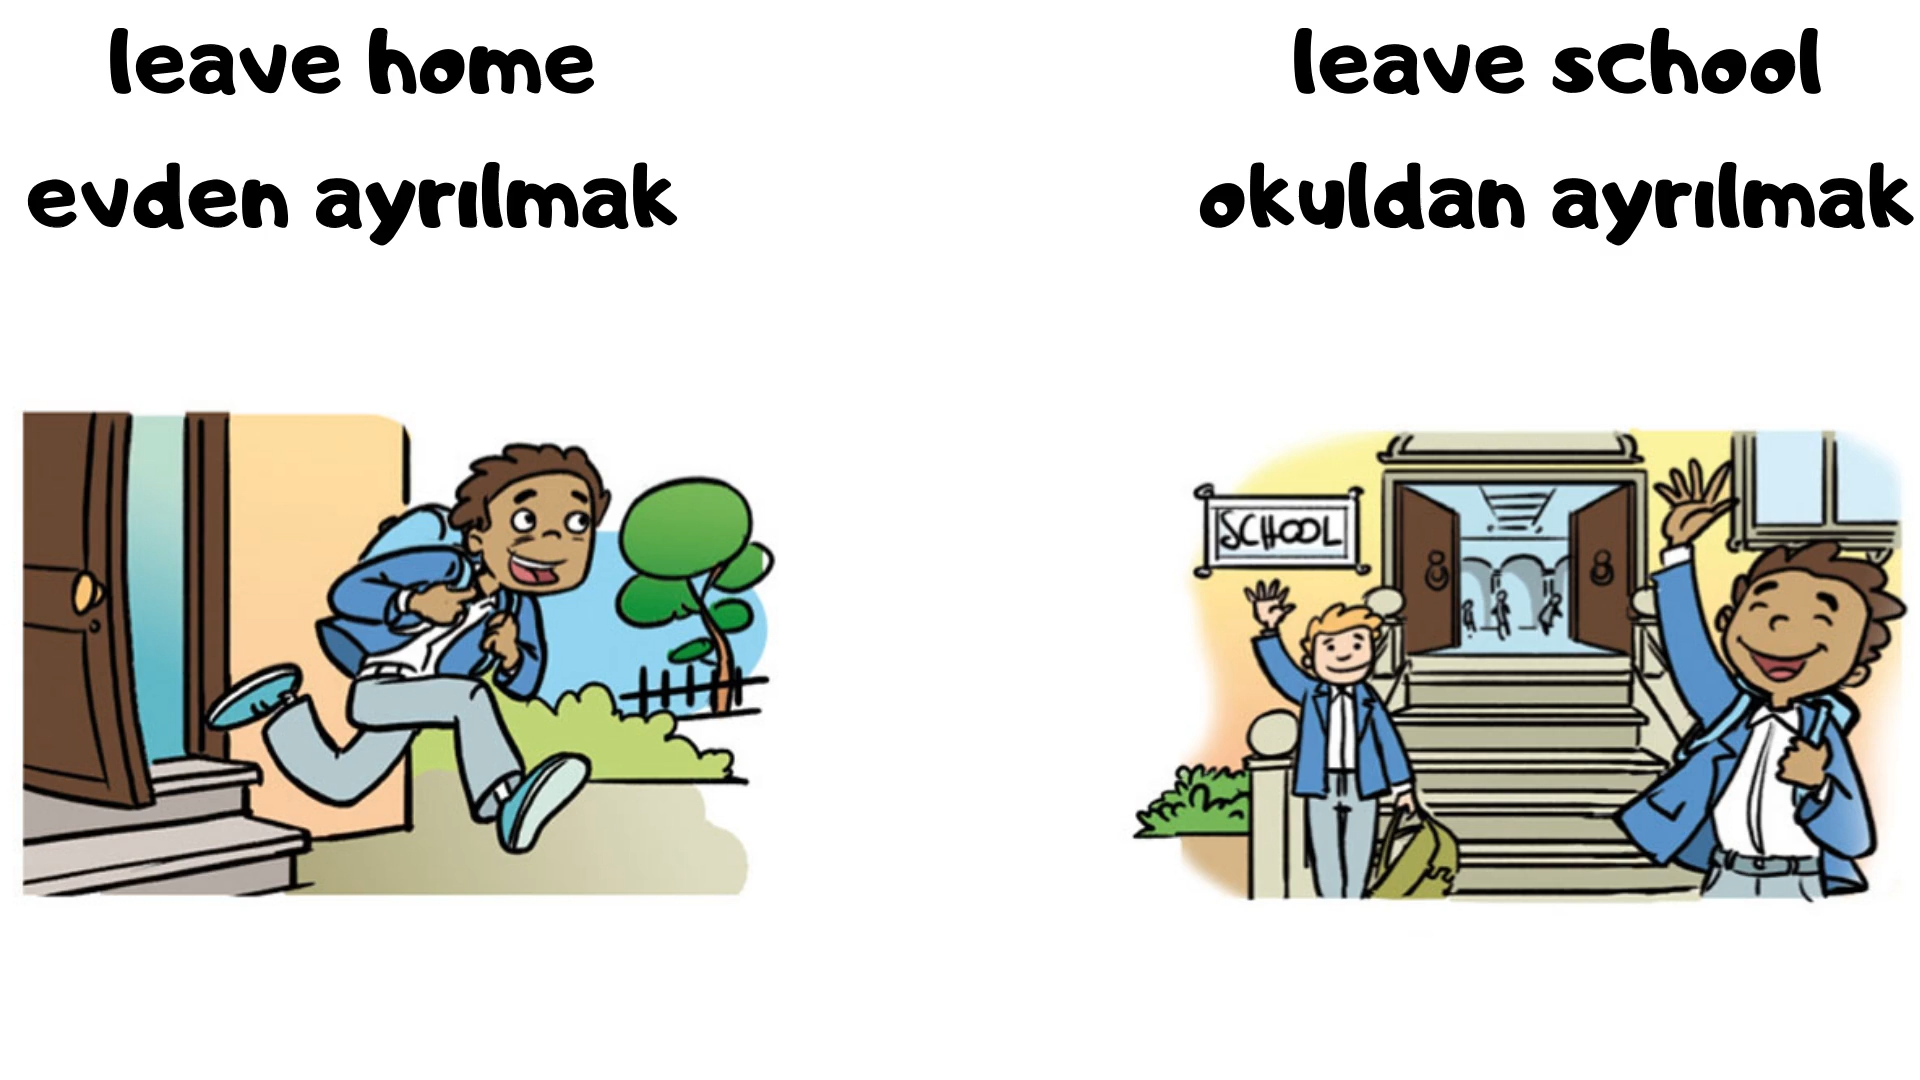 leave home
evden ayrılmak
leave school
okuldan ayrılmak
SCHOOL